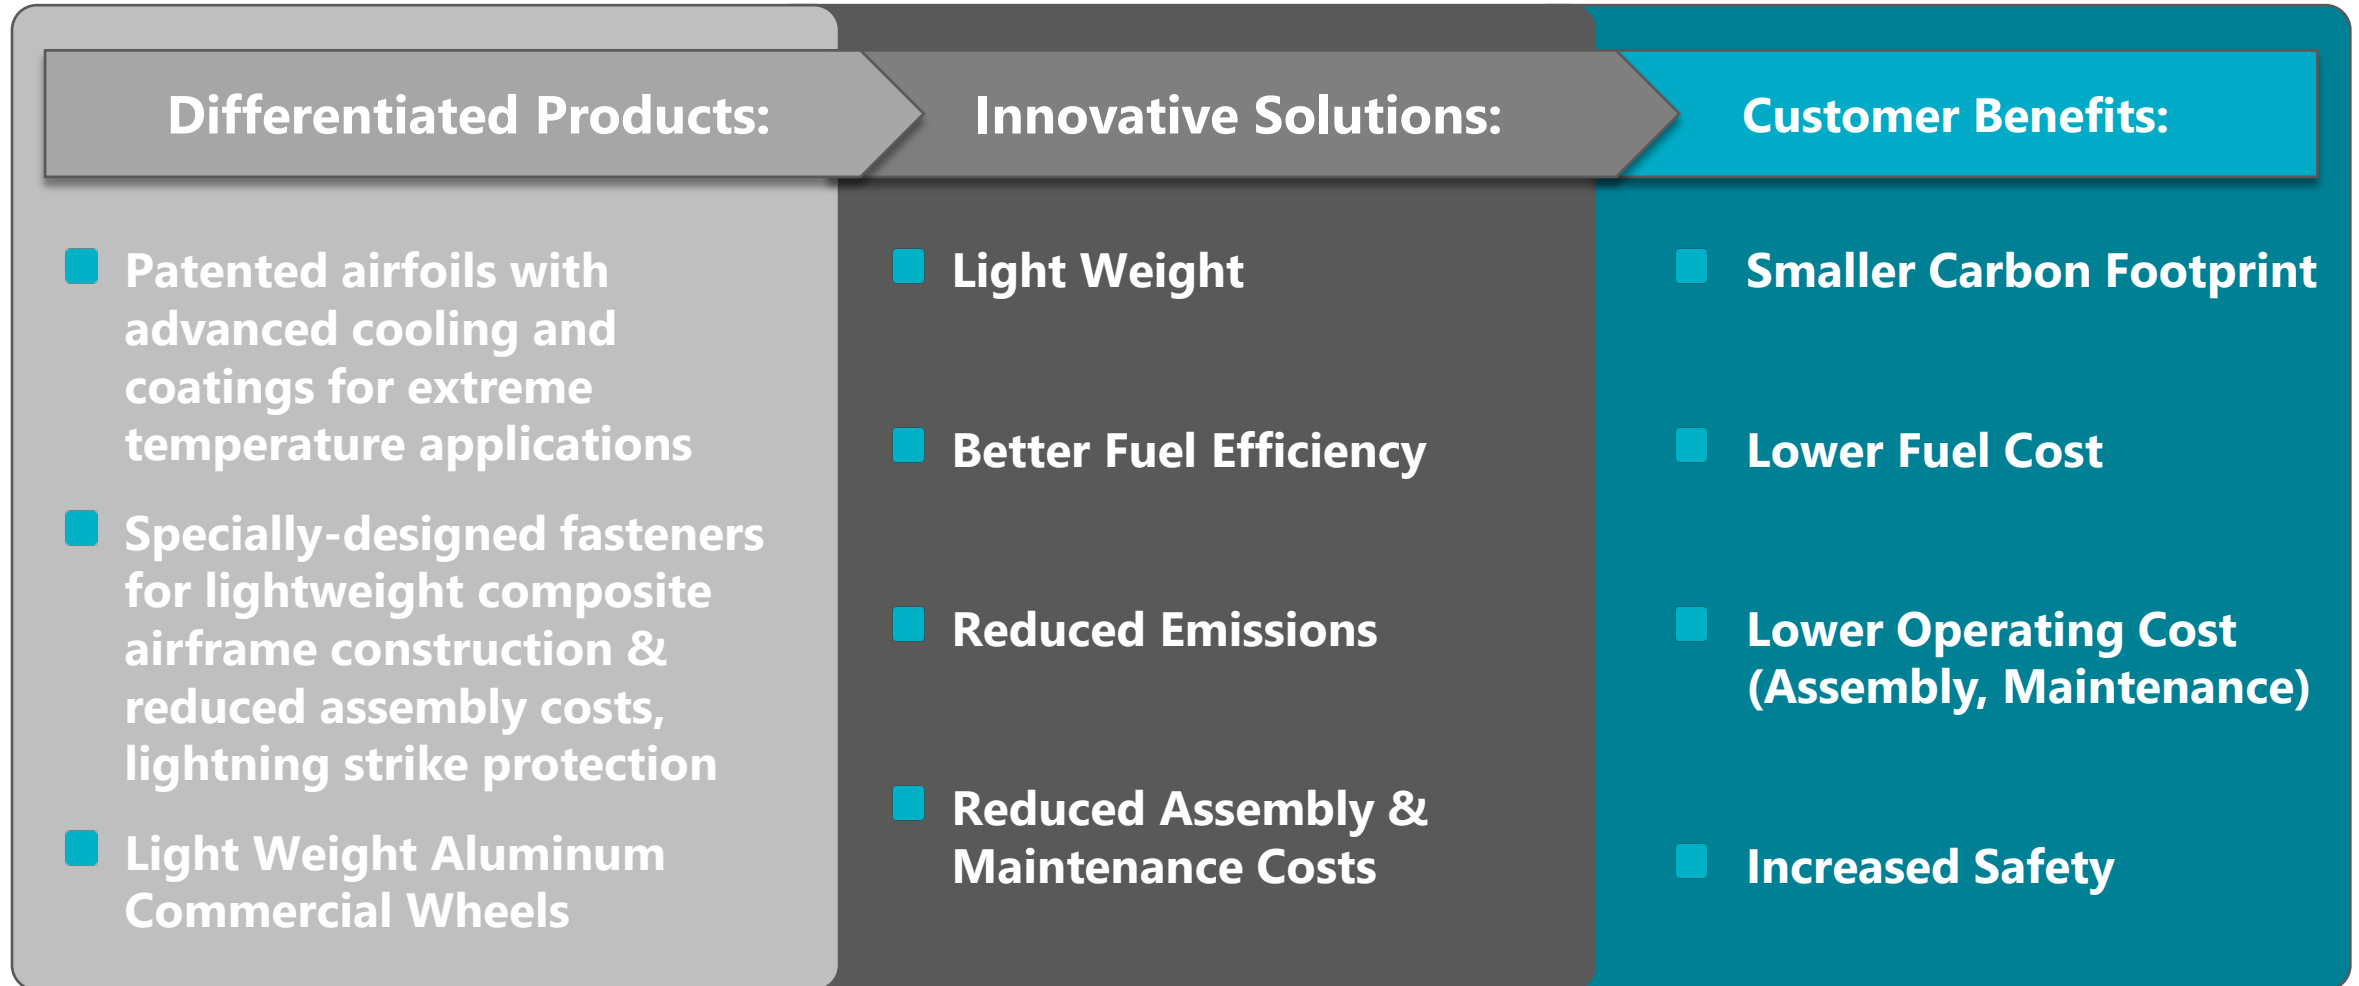 Differentiated Products:
Patented airfoils with
advanced cooling and
coatings for extreme
temperature applications
Specially-designed fasteners
for lightweight composite
airframe construction &
reduced assembly costs,
lightning strike protection
Light Weight Aluminum
Commercial Wheels
Innovative Solutions:
Light Weight
Better Fuel Efficiency
Reduced Emissions
Reduced Assembly &
Maintenance Costs
Customer Benefits:
Smaller Carbon Footprint
Lower Fuel Cost
Lower Operating Cost
(Assembly, Maintenance)
Increased Safety